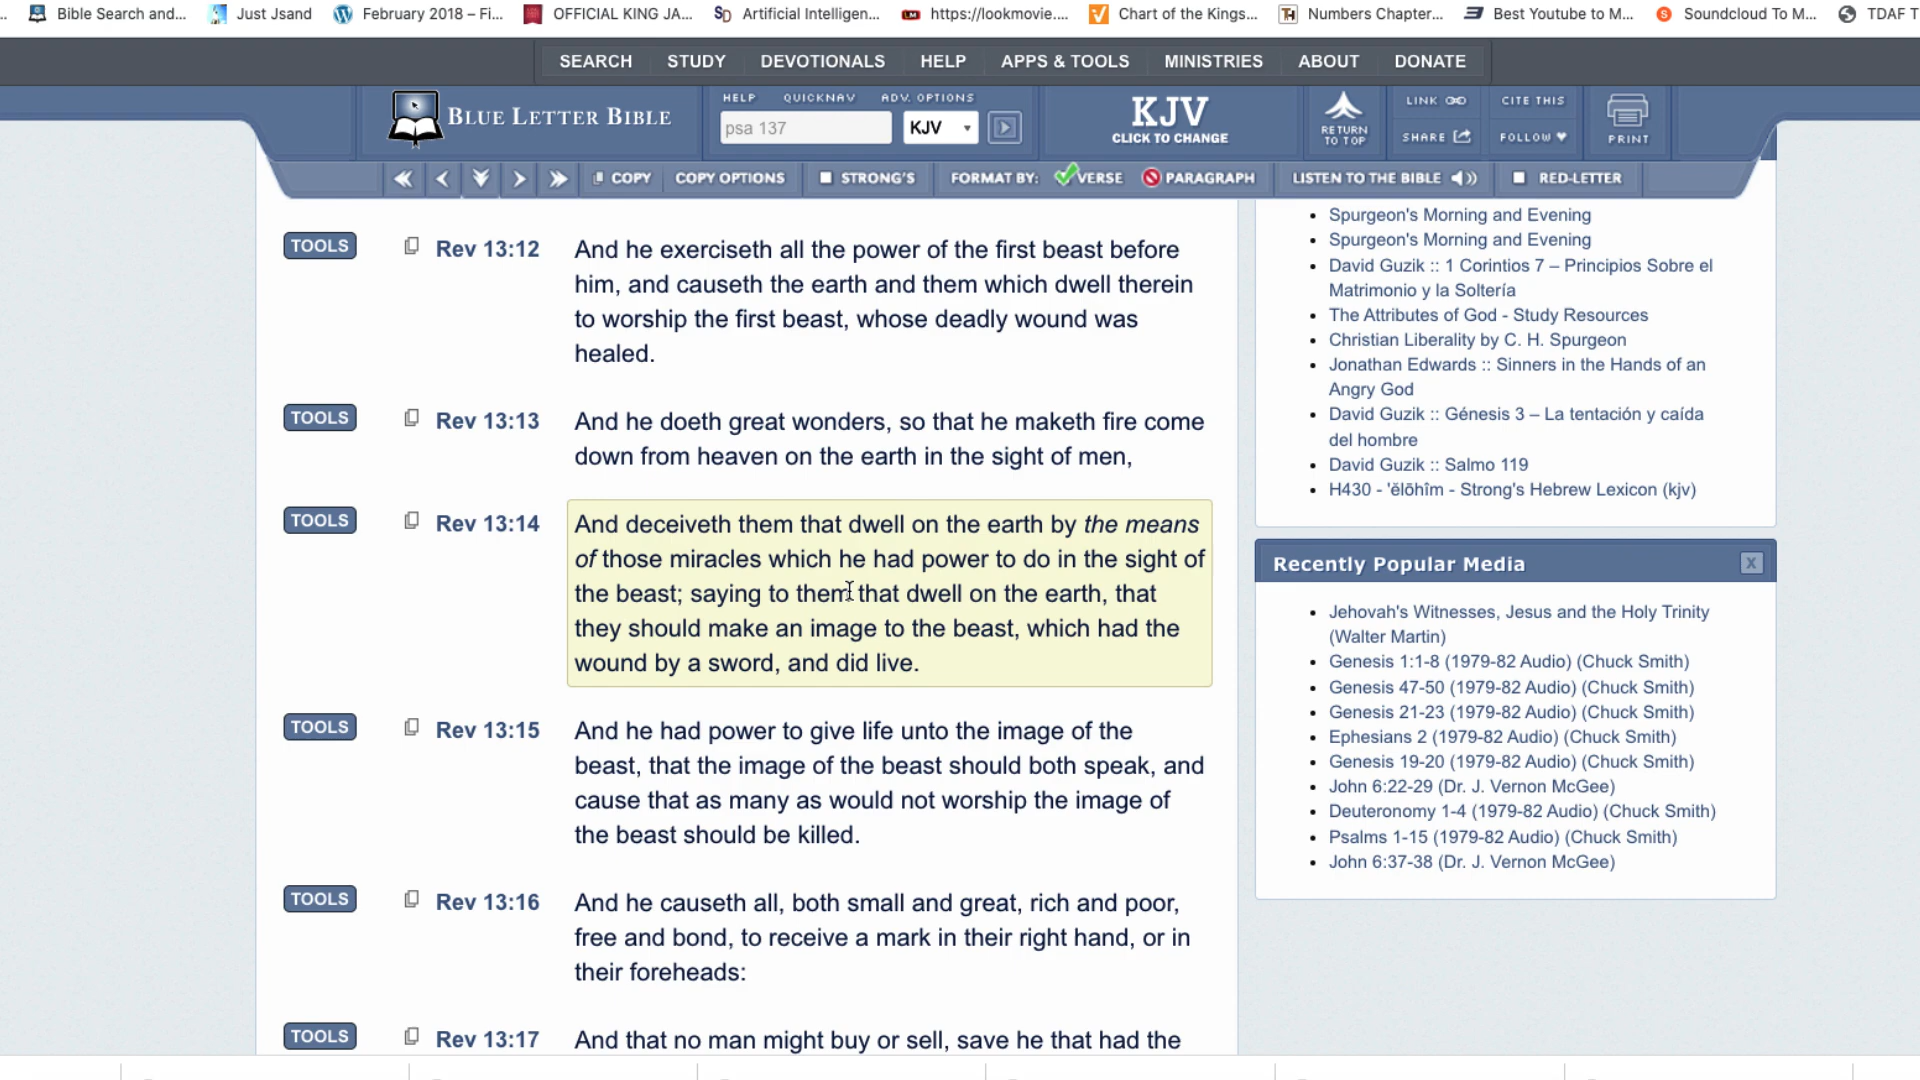 Bible Search and...
Just Jsand
February 2018 – Fi...
OFFICIAL KING JA...
Artificial Intelligen...
https://lookmovie....
Chart of the Kings...
Numbers Chapter...
Best Youtube to M...
Soundcloud To M...
TDAF T
SEARCH STUDY DEVOTIONALS HELP APPS & TOOLS MINISTRIES ABOUT DONATE
BLUE LETTER BIBLE
HELP QUICKNAV ADV. OPTIONS
psa 137
KJV
KJV
CLICK TO CHANGE
RETURN
TO TOP
LINK
CITE THIS
SHARE
FOLLOW
PRINT
COPY COPY OPTIONS STRONG'S FORMAT BY: VERSE PARAGRAPH LISTEN TO THE BIBLE RED-LETTER
TOOLS
Rev 13:12
And he exerciseth all the power of the first beast before
him, and causeth the earth and them which dwell therein
to worship the first beast, whose deadly wound was
healed.
TOOLS
Rev 13:13
And he doeth great wonders, so that he maketh fire come
down from heaven on the earth in the sight of men,
TOOLS
Rev 13:14
And deceiveth them that dwell on the earth by the means
of those miracles which he had power to do in the sight of
the beast; saying to them that dwell on the earth, that
they should make an image to the beast, which had the
wound by a sword, and did live.
TOOLS
Rev 13:15
And he had power to give life unto the image of the
beast, that the image of the beast should both speak, and
cause that as many as would not worship the image of
the beast should be killed.
TOOLS
Rev 13:16
And he causeth all, both small and great, rich and poor,
free and bond, to receive a mark in their right hand, or in
their foreheads:
TOOLS
Rev 13:17
And that no man might buy or sell, save he that had the
Spurgeon's Morning and Evening
Spurgeon's Morning and Evening
David Guzik :: 1 Corintios 7 – Principios Sobre el
Matrimonio y la Soltería
The Attributes of God - Study Resources
Christian Liberality by C. H. Spurgeon
Jonathan Edwards :: Sinners in the Hands of an
Angry God
David Guzik :: Génesis 3 – La tentación y caída
del hombre
David Guzik :: Salmo 119
H430 - 'ĕlōhîm - Strong's Hebrew Lexicon (kjv)
Recently Popular Media
X
Jehovah's Witnesses, Jesus and the Holy Trinity
(Walter Martin)
Genesis 1:1-8 (1979-82 Audio) (Chuck Smith)
Genesis 47-50 (1979-82 Audio) (Chuck Smith)
Genesis 21-23 (1979-82 Audio) (Chuck Smith)
Ephesians 2 (1979-82 Audio) (Chuck Smith)
Genesis 19-20 (1979-82 Audio) (Chuck Smith)
John 6:22-29 (Dr. J. Vernon McGee)
Deuteronomy 1-4 (1979-82 Audio) (Chuck Smith)
Psalms 1-15 (1979-82 Audio) (Chuck Smith)
John 6:37-38 (Dr. J. Vernon McGee)